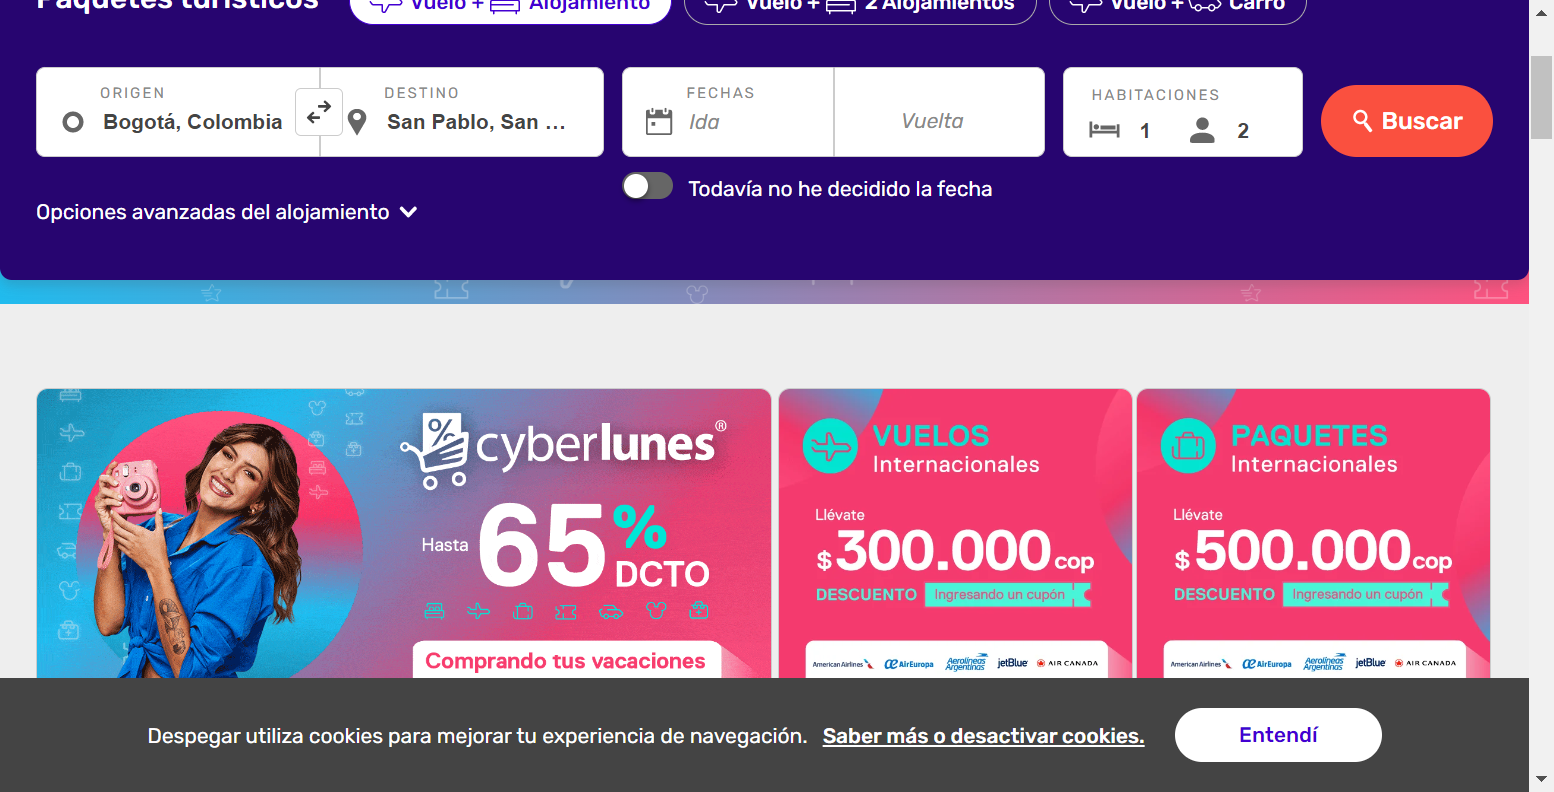 Paquetes turísticos
Vuelo + Alojamiento
Vuelo + 2 Alojamientos
Vuelo + Carro
ORIGEN
Bogotá, Colombia
DESTINO
San Pablo, San ...
FECHAS
Ida
Vuelta
HABITACIONES
1
2
Buscar
Todavía no he decidido la fecha
Opciones avanzadas del alojamiento
% cyberlunes®
Hasta 65% DCTO
Comprando tus vacaciones
VUELOS
Internacionales
Llévate
$300.000 cop
DESCUENTO Ingresando un cupón
American Airlines AirEuropa Aerolíneas Argentinas jetBlue AIR CANADA
PAQUETES
Internacionales
Llévate
$500.000 cop
DESCUENTO Ingresando un cupón
American Airlines AirEuropa Aerolíneas Argentinas jetBlue AIR CANADA
Despegar utiliza cookies para mejorar tu experiencia de navegación. Saber más o desactivar cookies.
Entendí